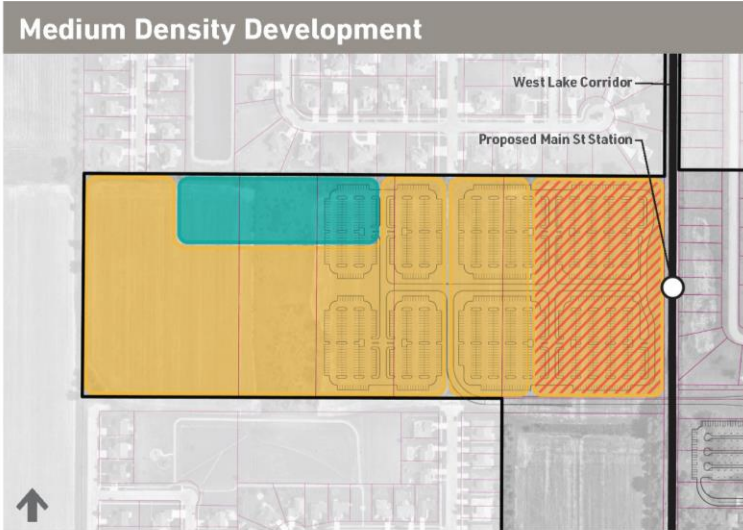 Medium Density Development
West Lake Corridor
Proposed Main St Station